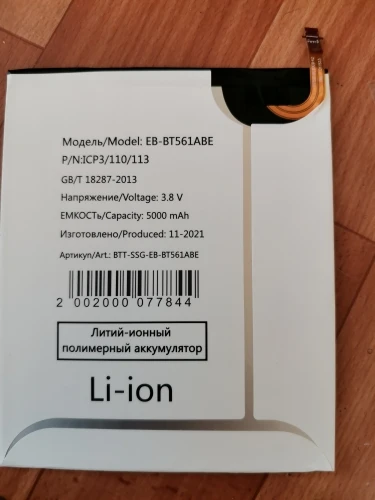 Модель/Model: EB-BT561ABE
P/N:ICP3/110/113
GB/T 18287-2013
Напряжение/Voltage: 3.8 V
ЕМКОСТЬ/Capacity: 5000 mAh
Изготовлено/Produced: 11-2021
Артикул/Art.: BTT-SSG-EB-BT561ABE
2 002000 077844
Литий-ионный
полимерный аккумулятор
Li-ion